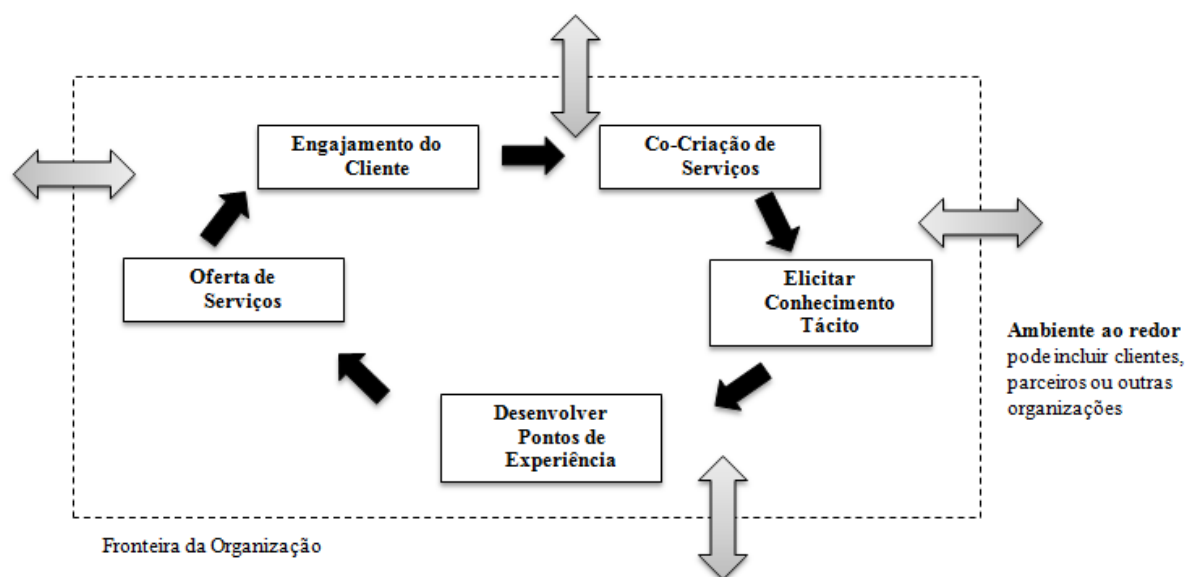 Engajamento do
Cliente
Co-Criação de
Serviços
Oferta de
Serviços
Elicitar
Conhecimento
Tácito
Ambiente ao redor
pode incluir clientes,
parceiros ou outras
organizações
Desenvolver
Pontos de
Experiência
Fronteira da Organização